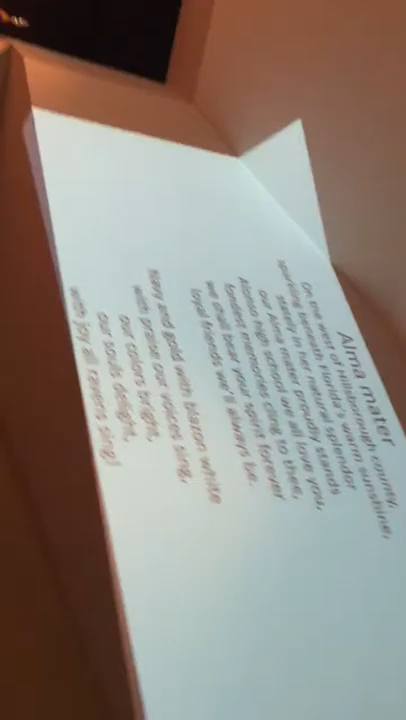 Alma mater
On the west of Hillsborough county,
sparkling beneath Florida's warm sunshine,
stately in her natural splendor
our Alma mater proudly stands
Alonso high school we all love you,
fondest memories cling to thee,
we shall bear your spirit forever
loyal friends we'll always be.
Navy and gold with blazon white
with praise our voices sing,
our colors bright,
our souls delight,
with joy all ravens sing!